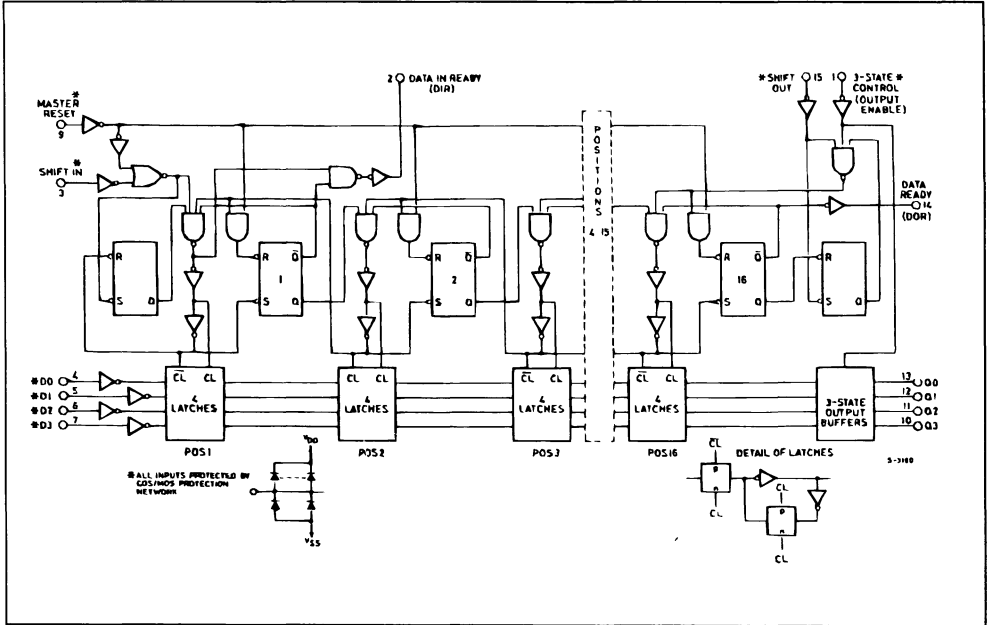 2 DATA IN READY
(DIR)
*SHIFT 15
OUT
1 3-STATE *
CONTROL
(OUTPUT
ENABLE)
*
MASTER
RESET
9
*
SHIFT IN
3
POSITIONS
4 15
DATA
READY
14
(DOR)
R
S Q
R Q̅
1
S Q
R Q̅
2
S Q
R Q̅
16
S Q
R
S Q
C̅L̅ CL
4
LATCHES
POS1
CL CL
4
LATCHES
POS2
C̅L̅ CL
4
LATCHES
POS3
C̅L̅ CL
4
LATCHES
POS16
3-STATE
OUTPUT
BUFFERS
*D0 4
*D1 5
*D2 6
*D3 7
13 Q0
12 Q1
11 Q2
10 Q3
*ALL INPUTS PROTECTED BY
COS/MOS PROTECTION
NETWORK
VDD
VSS
DETAIL OF LATCHES
S-3180
C̅L̅
p
n
CL
CL
p
n
CL